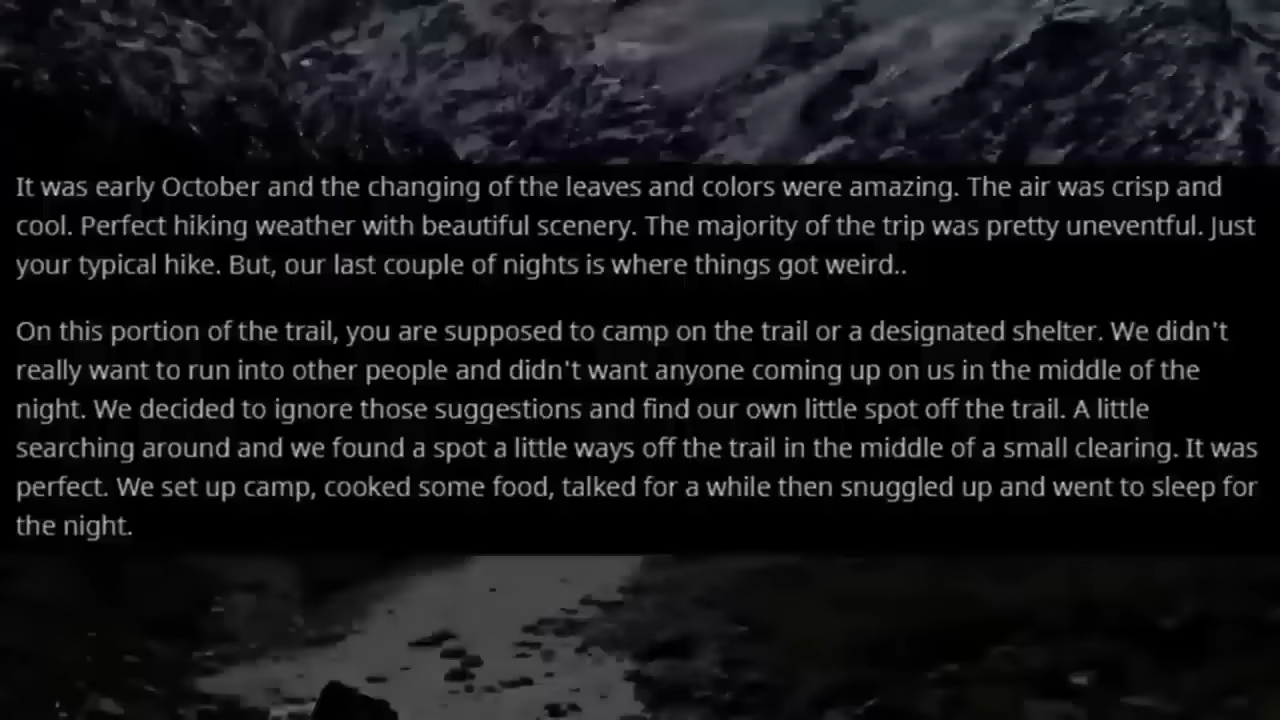 It was early October and the changing of the leaves and colors were amazing. The air was crisp and
cool. Perfect hiking weather with beautiful scenery. The majority of the trip was pretty uneventful. Just
your typical hike. But, our last couple of nights is where things got weird..
On this portion of the trail, you are supposed to camp on the trail or a designated shelter. We didn't
really want to run into other people and didn't want anyone coming up on us in the middle of the
night. We decided to ignore those suggestions and find our own little spot off the trail. A little
searching around and we found a spot a little ways off the trail in the middle of a small clearing. It was
perfect. We set up camp, cooked some food, talked for a while then snuggled up and went to sleep for
the night.